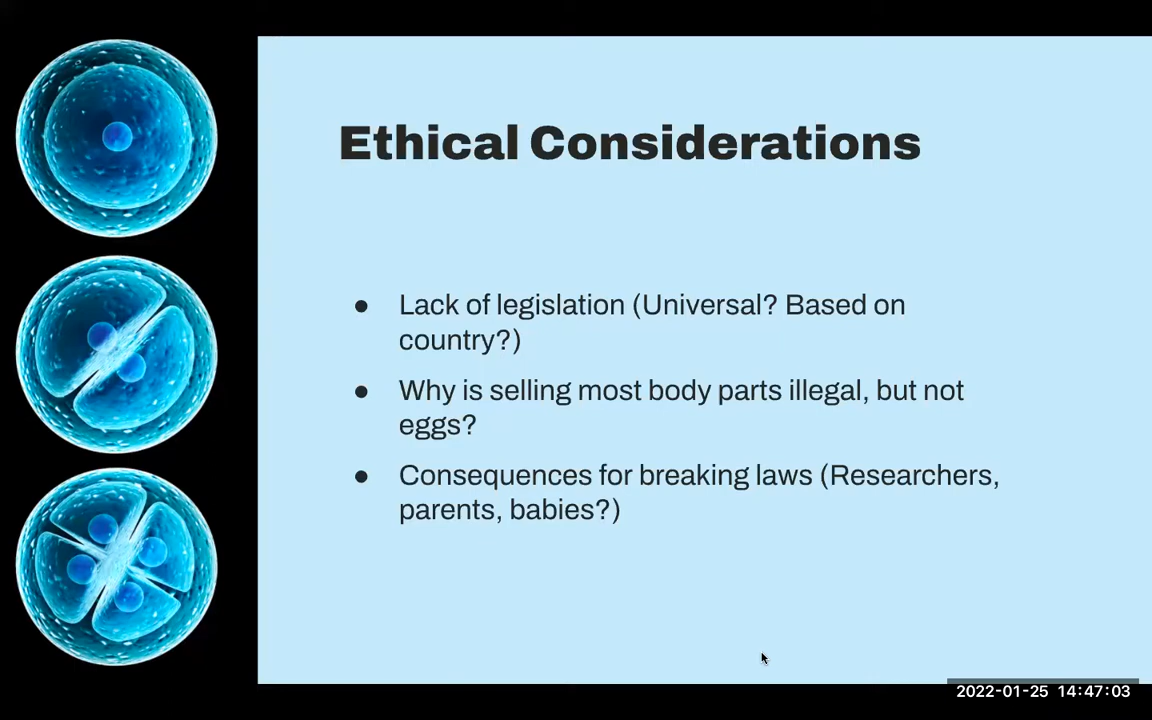 Ethical Considerations
● Lack of legislation (Universal? Based on
country?)
● Why is selling most body parts illegal, but not
eggs?
● Consequences for breaking laws (Researchers,
parents, babies?)
2022-01-25 14:47:03